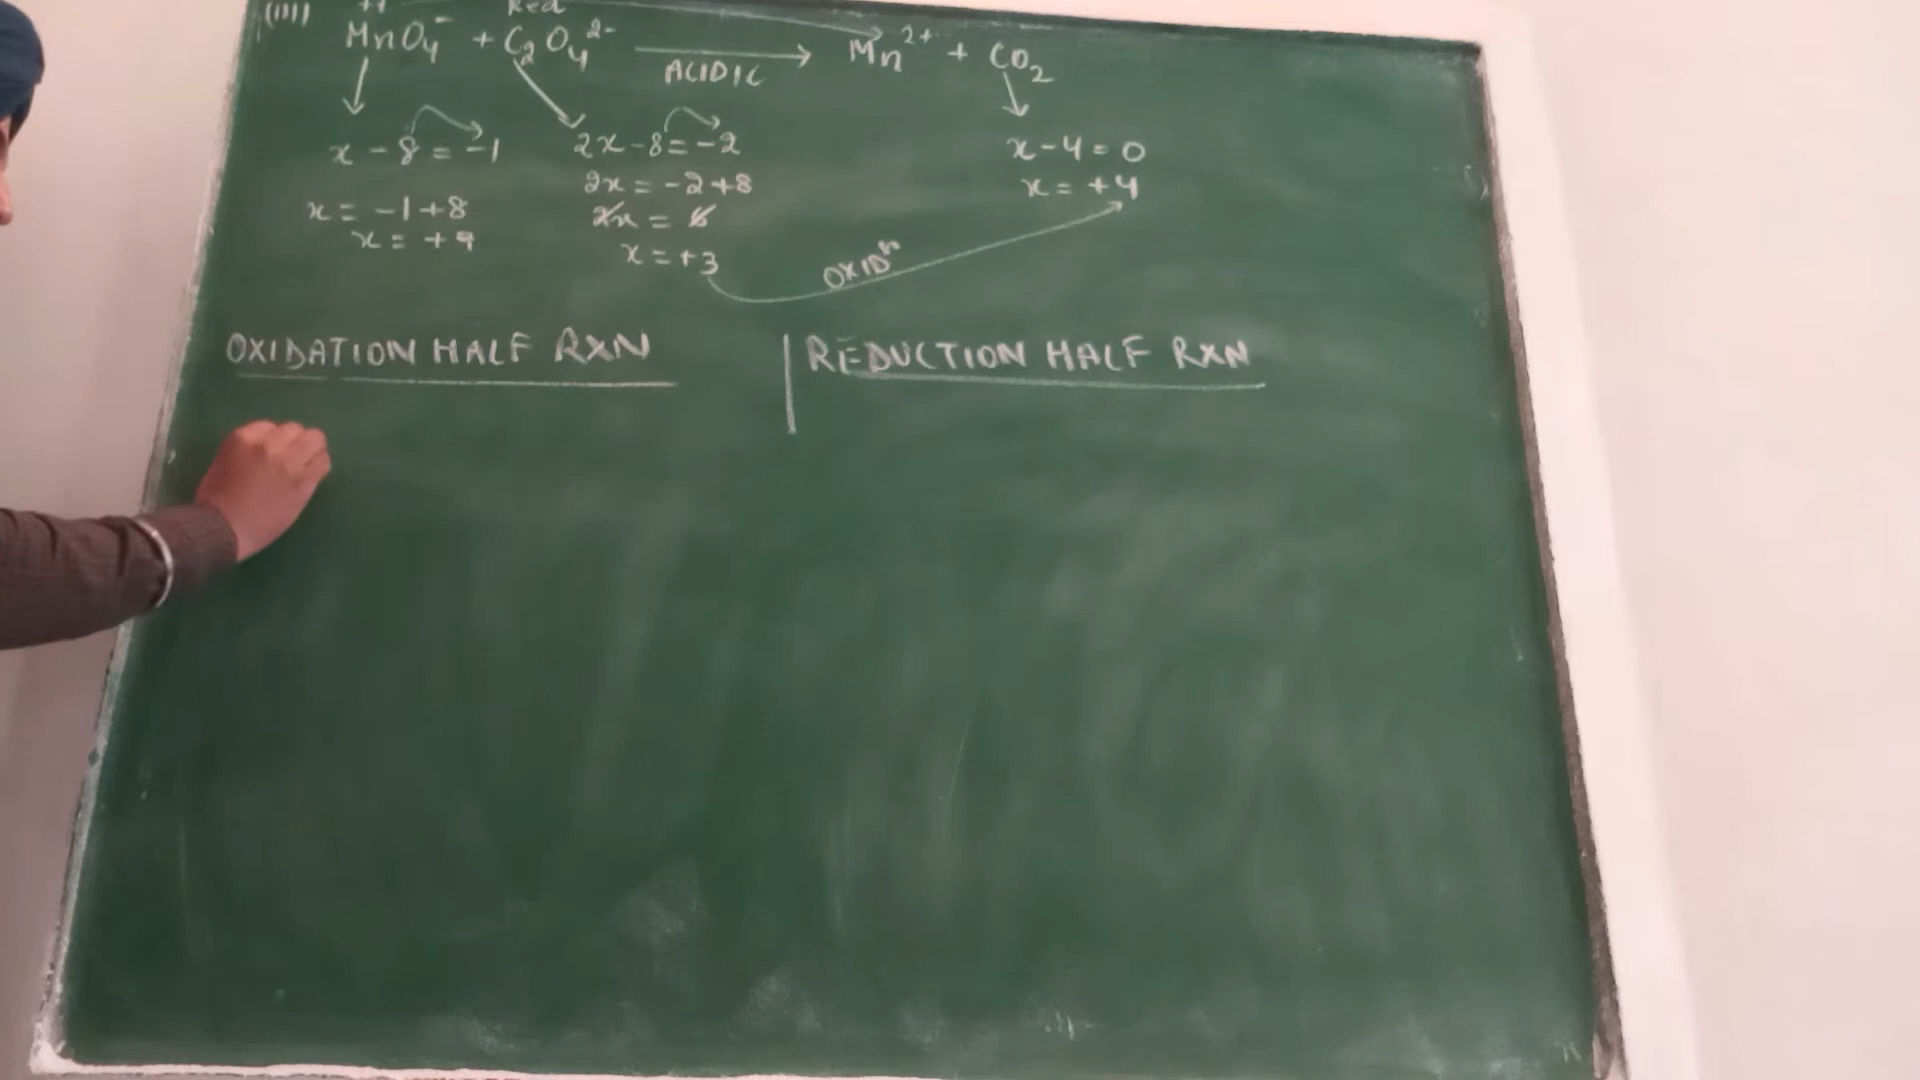 (III) Red
MnO₄⁻ + C₂O₄²⁻ ⟶ Mn²⁺ + CO₂
ACIDIC
x - 8 = -1
x = -1 + 8
2x - 8 = -2
2x = -2 + 8
2x = 6
x = +3
x - 4 = 0
x = +4
OXIDⁿ
OXIDATION HALF RXN
REDUCTION HALF RXN